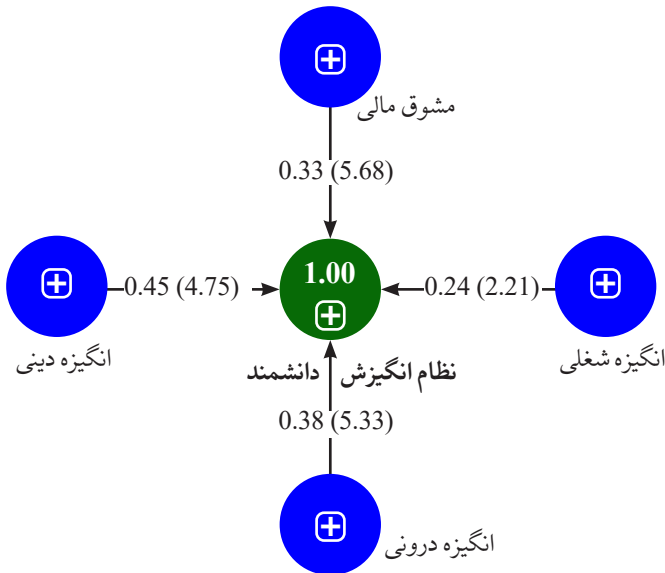 مشوق مالی
0.33 (5.68)
1.00
0.45 (4.75)
0.24 (2.21)
انگیزه دینی
نظام انگیزش دانشمند
انگیزه شغلی
0.38 (5.33)
انگیزه درونی